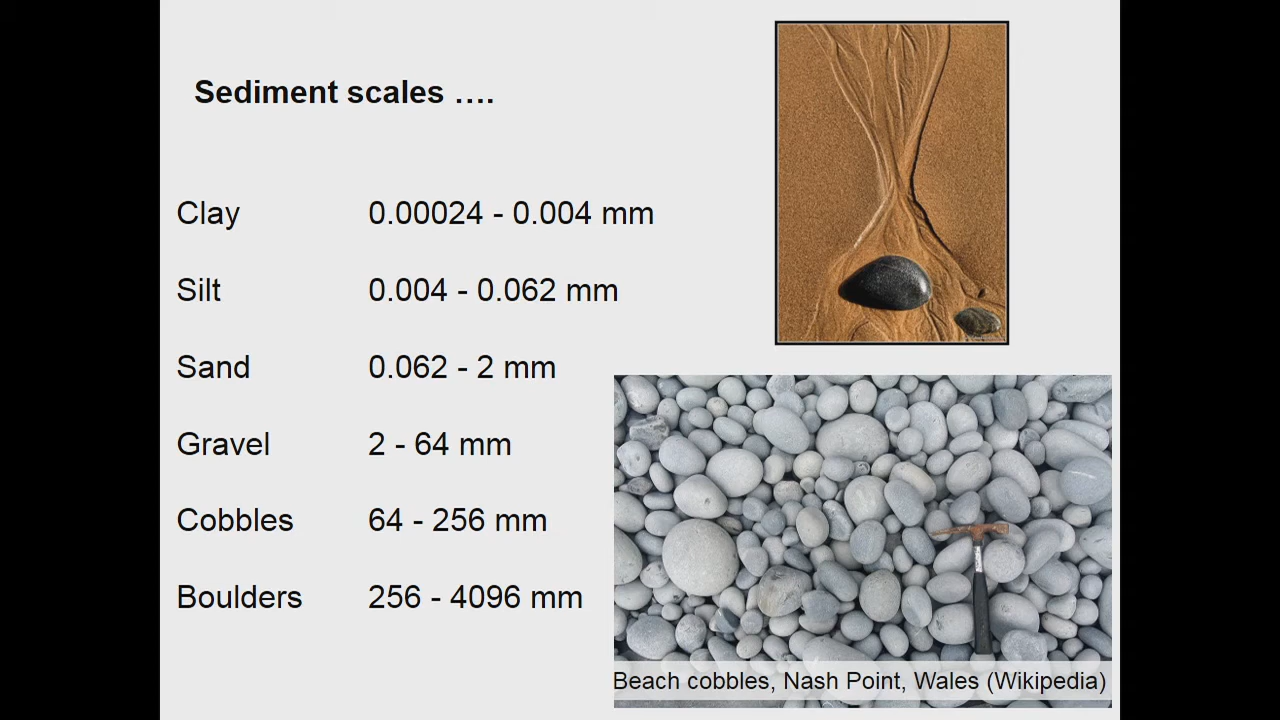 Sediment scales ….
Clay 0.00024 - 0.004 mm
Silt 0.004 - 0.062 mm
Sand 0.062 - 2 mm
Gravel 2 - 64 mm
Cobbles 64 - 256 mm
Boulders 256 - 4096 mm
Beach cobbles, Nash Point, Wales (Wikipedia)